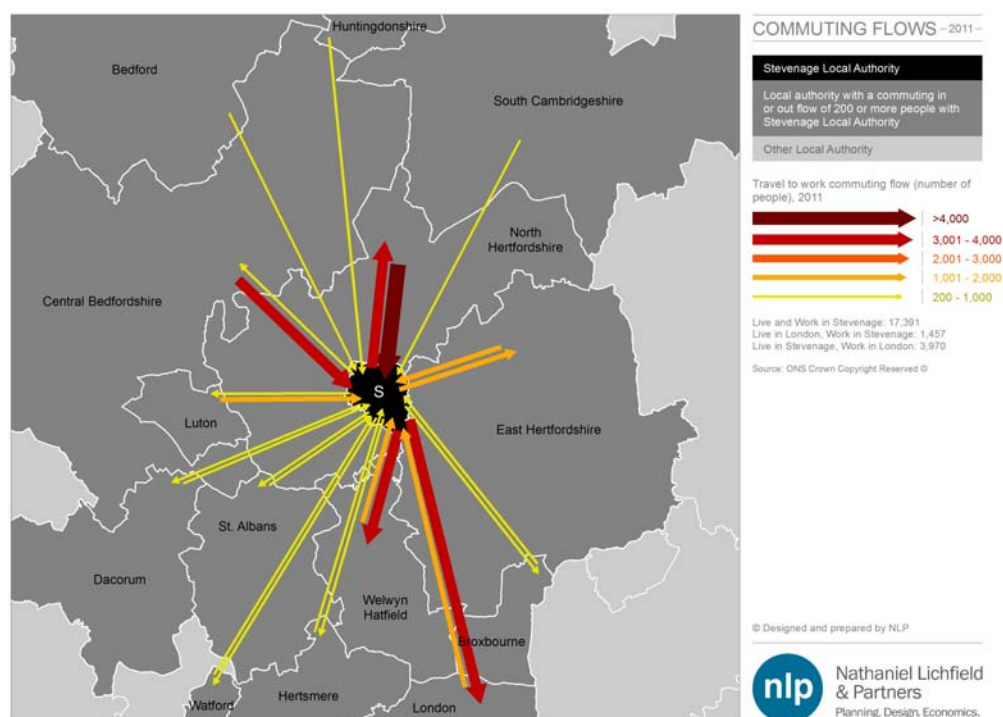 Huntingdonshire
Bedford
South Cambridgeshire
North
Hertfordshire
Central Bedfordshire
S
Luton
East Hertfordshire
St. Albans
Dacorum
Welwyn
Hatfield
Broxbourne
Watford
Hertsmere
London
COMMUTING FLOWS –2011–
Stevenage Local Authority
Local authority with a commuting in
or out flow of 200 or more people with
Stevenage Local Authority
Other Local Authority
Travel to work commuting flow (number of
people), 2011
>4,000
3,001 - 4,000
2,001 - 3,000
1,001 - 2,000
200 - 1,000
Live and Work in Stevenage: 17,391
Live in London, Work in Stevenage: 1,457
Live in Stevenage, Work in London: 3,970
Source: ONS Crown Copyright Reserved ©
© Designed and prepared by NLP
nlp
Nathaniel Lichfield
& Partners
Planning. Design. Economics.